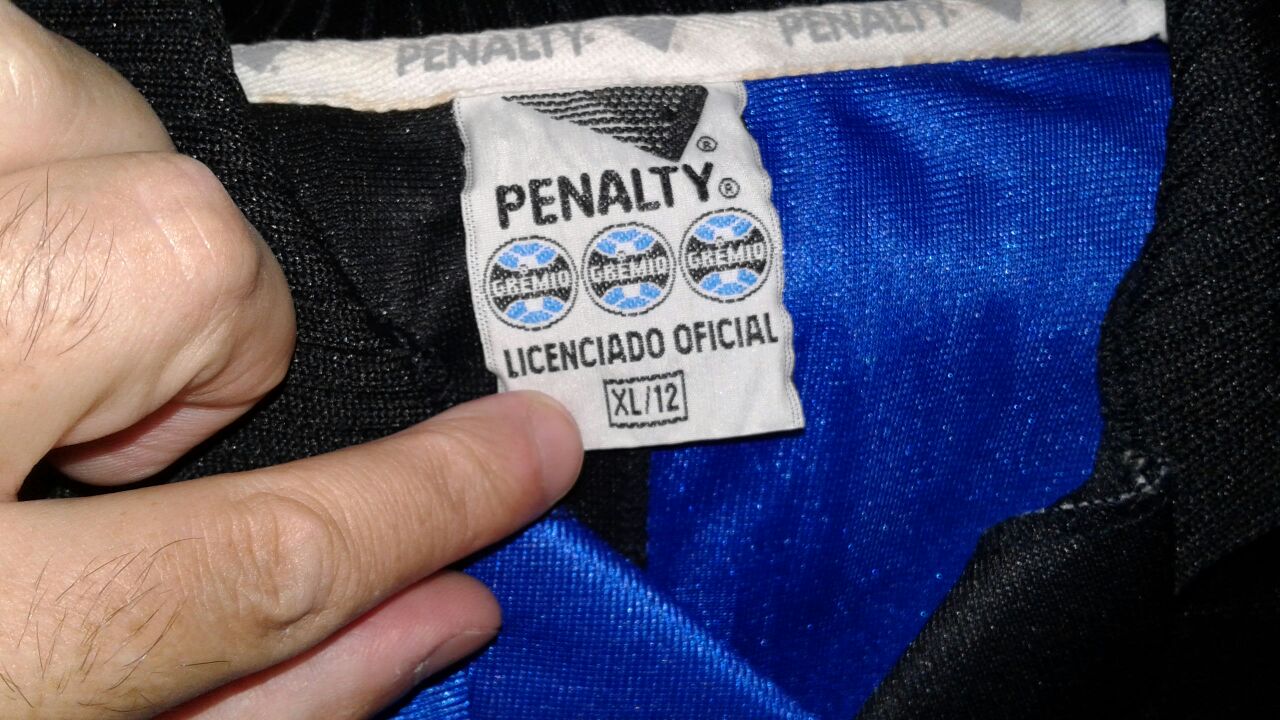 PENALTY PENALTY
PENALTY®
GRÊMIO GRÊMIO GRÊMIO
LICENCIADO OFICIAL
XL/12